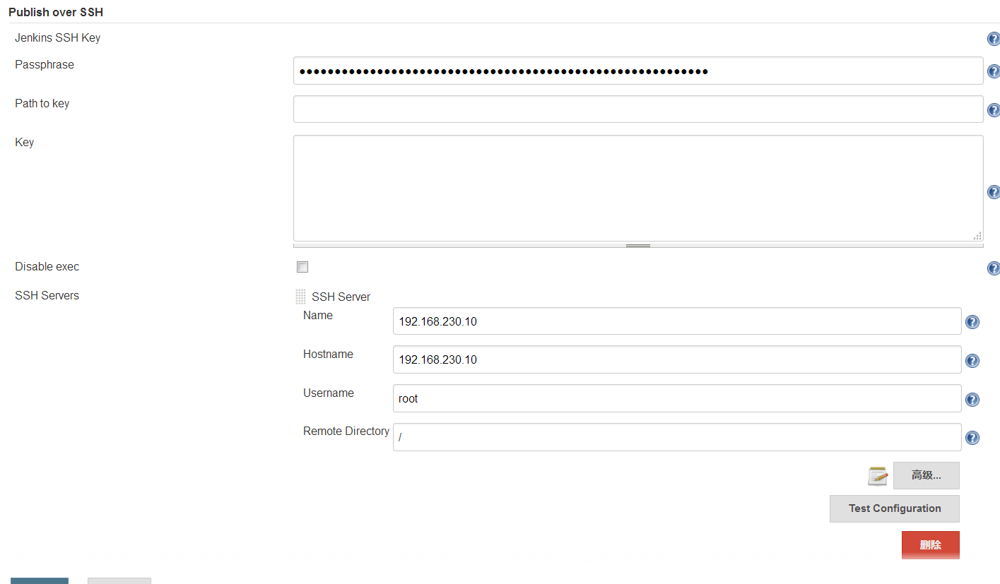 Publish over SSH
Jenkins SSH Key
Passphrase
••••••••••••••••••••••••••••••••••••••••••••••••••••••••••
Path to key
Key
Disable exec
SSH Servers
SSH Server
Name
192.168.230.10
Hostname
192.168.230.10
Username
root
Remote Directory
/
高级...
Test Configuration
删除